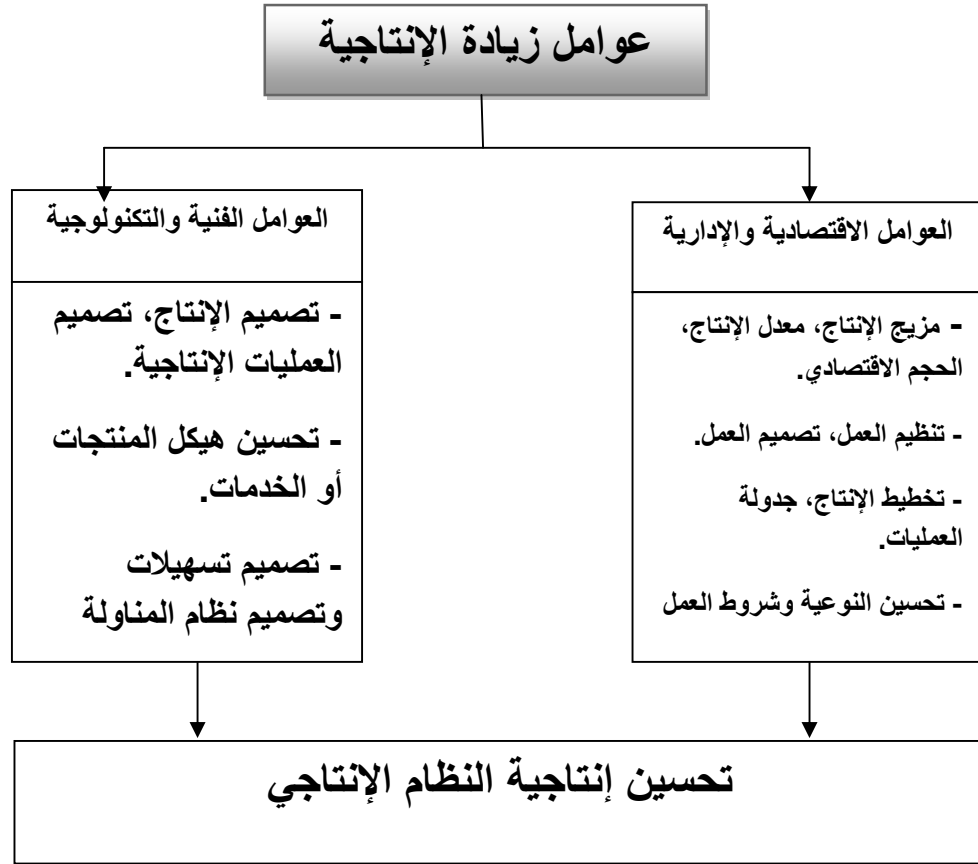 عوامل زيادة الإنتاجية
العوامل الاقتصادية والإدارية
- مزيج الإنتاج، معدل الإنتاج،
الحجم الاقتصادي.
- تنظيم العمل، تصميم العمل.
- تخطيط الإنتاج، جدولة
العمليات.
- تحسين النوعية وشروط العمل
العوامل الفنية والتكنولوجية
- تصميم الإنتاج، تصميم
العمليات الإنتاجية.
- تحسين هيكل المنتجات
أو الخدمات.
- تصميم تسهيلات
وتصميم نظام المناولة
تحسين إنتاجية النظام الإنتاجي